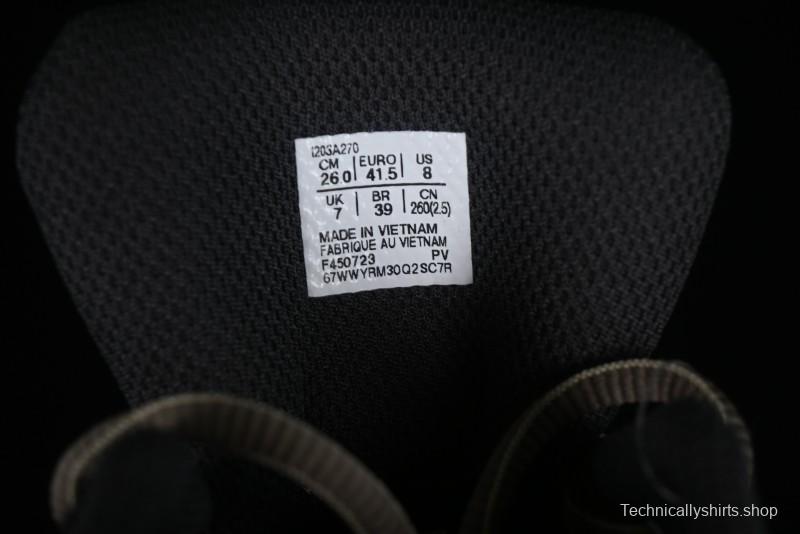 1203A270
CM | EURO | US
26.0 | 41.5 | 8
UK | BR | CN
7 | 39 | 260(2.5)
MADE IN VIETNAM
FABRIQUE AU VIETNAM
F450723 PV
67WWYRM30Q2SC7R
Technicallyshirts.shop